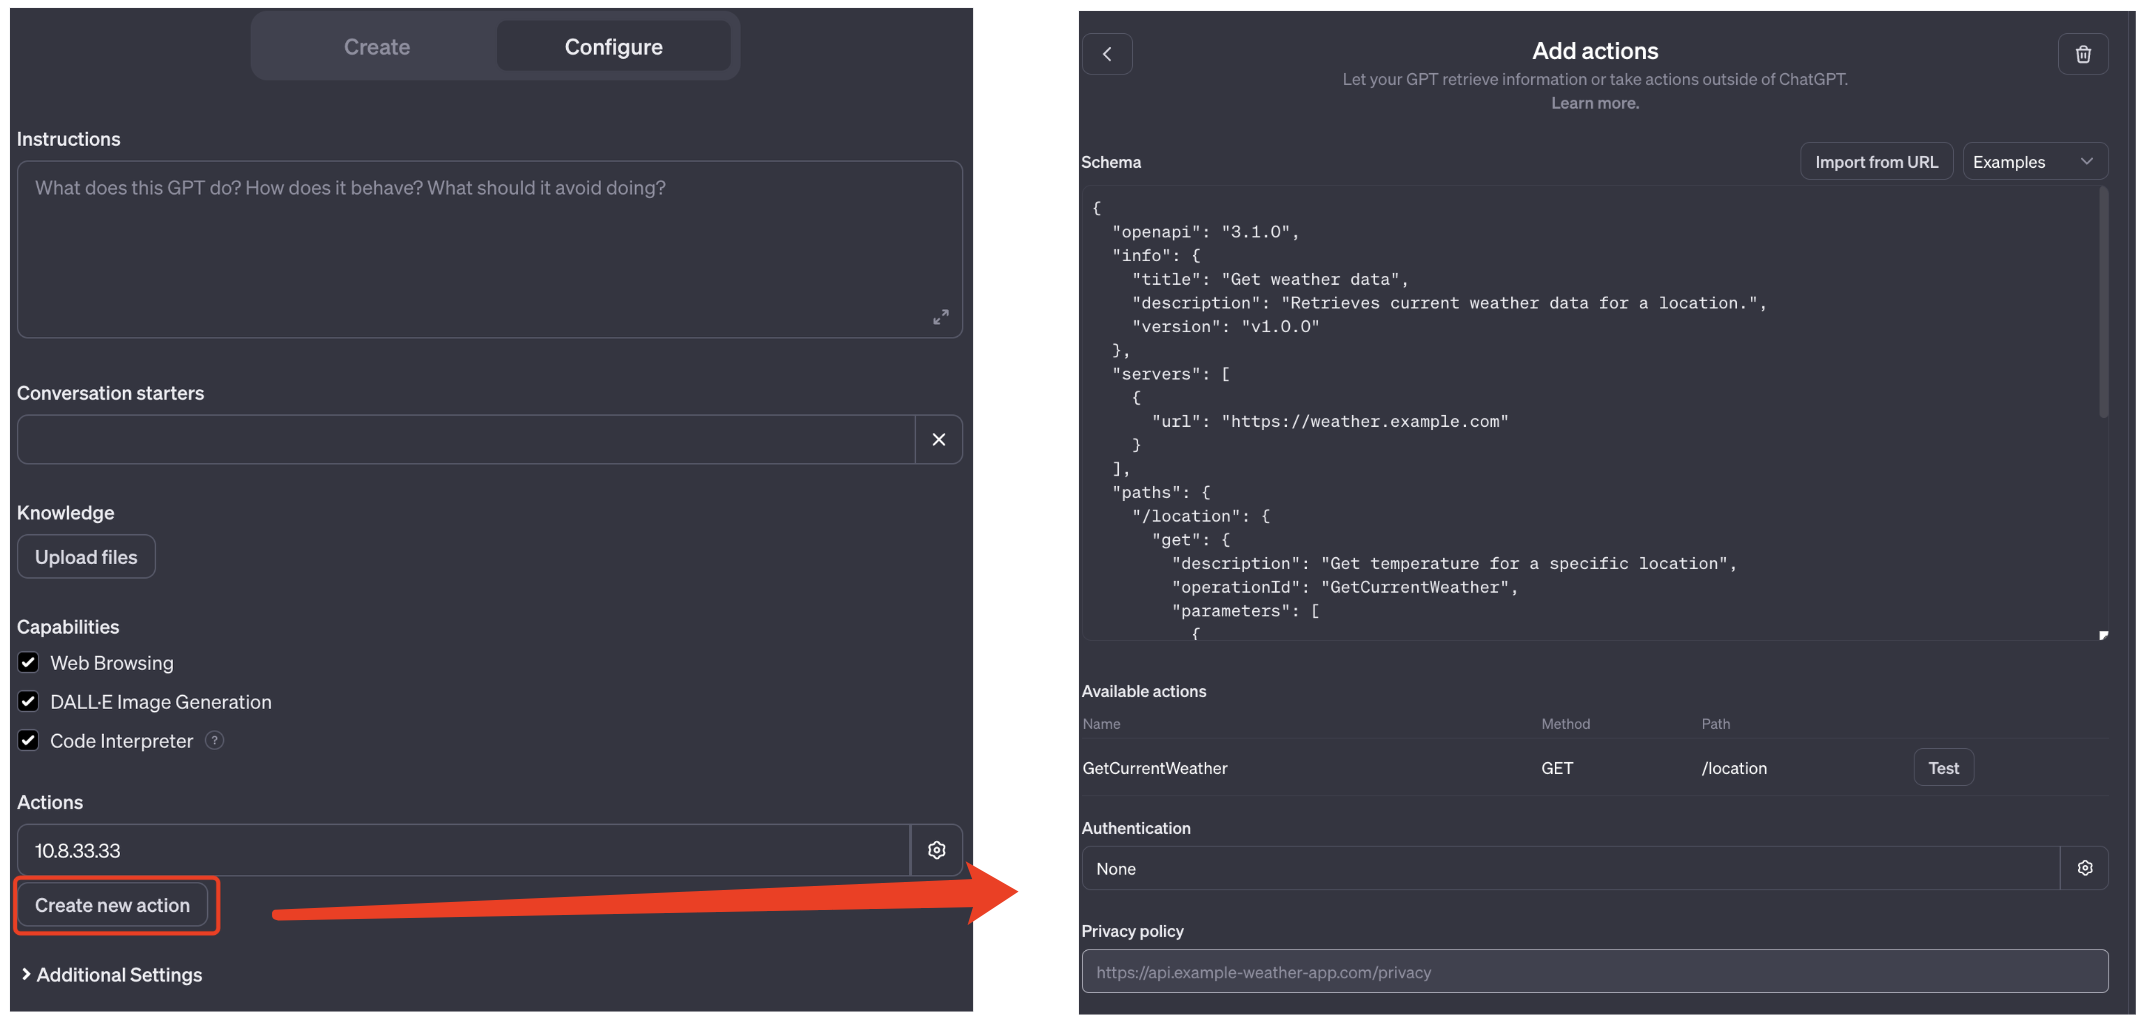 Create
Configure
Instructions
What does this GPT do? How does it behave? What should it avoid doing?
Conversation starters
Knowledge
Upload files
Capabilities
Web Browsing
DALL·E Image Generation
Code Interpreter ?
Actions
10.8.33.33
Create new action
Additional Settings
Add actions
Let your GPT retrieve information or take actions outside of ChatGPT.
Learn more.
Schema
Import from URL
Examples
{
  "openapi": "3.1.0",
  "info": {
    "title": "Get weather data",
    "description": "Retrieves current weather data for a location.",
    "version": "v1.0.0"
  },
  "servers": [
    {
      "url": "https://weather.example.com"
    }
  ],
  "paths": {
    "/location": {
      "get": {
        "description": "Get temperature for a specific location",
        "operationId": "GetCurrentWeather",
        "parameters": [
          {
Available actions
Name Method Path
GetCurrentWeather GET /location Test
Authentication
None
Privacy policy
https://api.example-weather-app.com/privacy